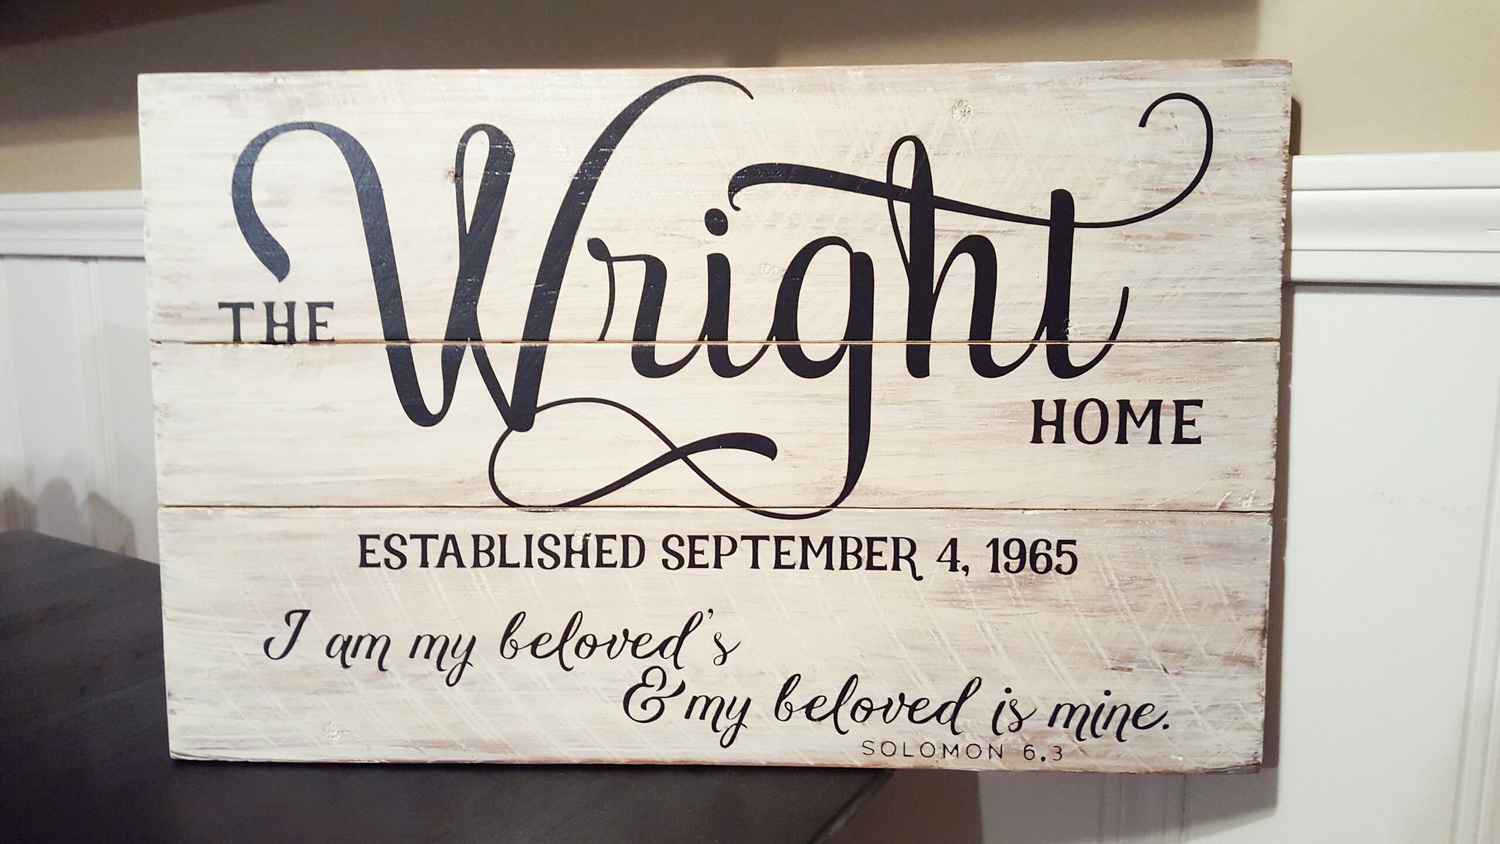 THE Wright
HOME
ESTABLISHED SEPTEMBER 4, 1965
I am my beloved's
& my beloved is mine.
SOLOMON 6.3